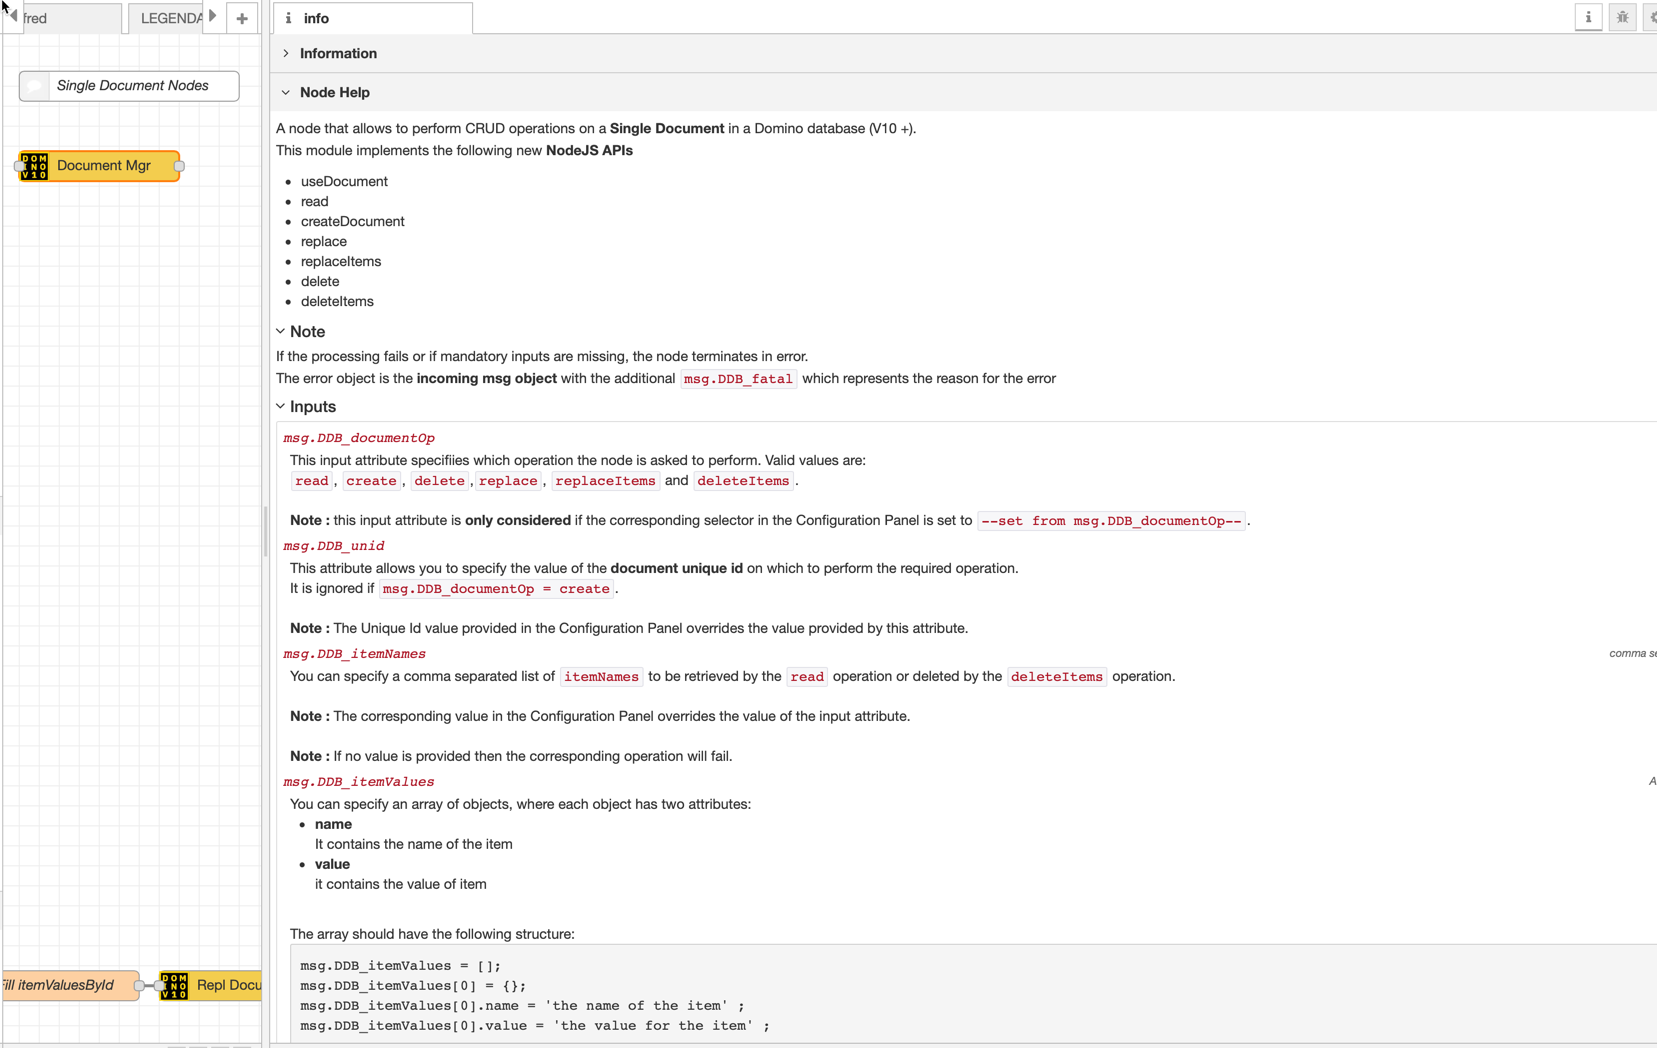 fred
LEGENDA
+
i info
i
Information
Single Document Nodes
Node Help
A node that allows to perform CRUD operations on a Single Document in a Domino database (V10 +).
This module implements the following new NodeJS APIs
DOM
NO
V10
Document Mgr
• useDocument
• read
• createDocument
• replace
• replaceItems
• delete
• deleteItems
Note
If the processing fails or if mandatory inputs are missing, the node terminates in error.
The error object is the incoming msg object with the additional msg.DDB_fatal which represents the reason for the error
Inputs
msg.DDB_documentOp
This input attribute specifiies which operation the node is asked to perform. Valid values are:
read , create , delete , replace , replaceItems and deleteItems .
Note : this input attribute is only considered if the corresponding selector in the Configuration Panel is set to --set from msg.DDB_documentOp-- .
msg.DDB_unid
This attribute allows you to specify the value of the document unique id on which to perform the required operation.
It is ignored if msg.DDB_documentOp = create .
Note : The Unique Id value provided in the Configuration Panel overrides the value provided by this attribute.
msg.DDB_itemNames
comma se
You can specify a comma separated list of itemNames to be retrieved by the read operation or deleted by the deleteItems operation.
Note : The corresponding value in the Configuration Panel overrides the value of the input attribute.
Note : If no value is provided then the corresponding operation will fail.
msg.DDB_itemValues
A
You can specify an array of objects, where each object has two attributes:
• name
It contains the name of the item
• value
it contains the value of item
The array should have the following structure:
msg.DDB_itemValues = [];
msg.DDB_itemValues[0] = {};
msg.DDB_itemValues[0].name = 'the name of the item' ;
msg.DDB_itemValues[0].value = 'the value for the item' ;
Fill itemValuesById
DOM
NO
V10
Repl Docu